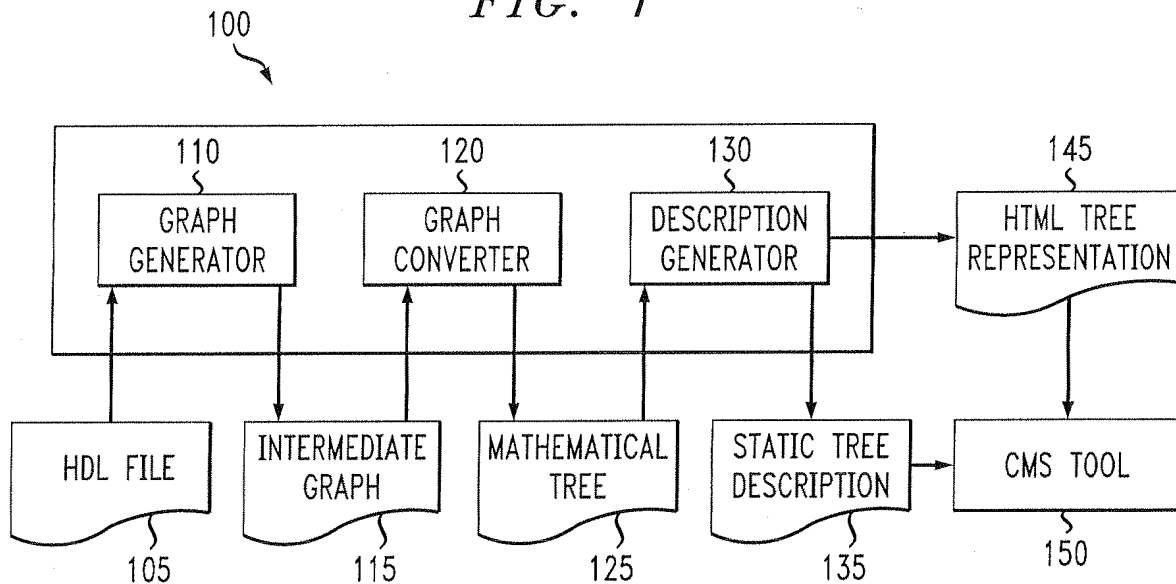 FIG. 1
100
110
120
130
145
GRAPH
GENERATOR
GRAPH
CONVERTER
DESCRIPTION
GENERATOR
HTML TREE
REPRESENTATION
HDL FILE
INTERMEDIATE
GRAPH
MATHEMATICAL
TREE
STATIC TREE
DESCRIPTION
CMS TOOL
105
115
125
135
150